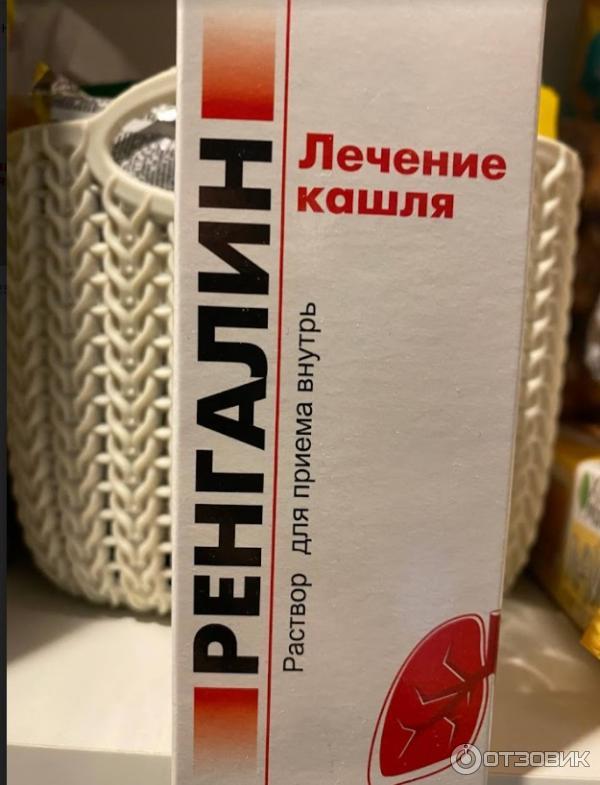 РЕНГАЛИН
Лечение
кашля
Раствор для приема внутрь
ОТЗОВИК